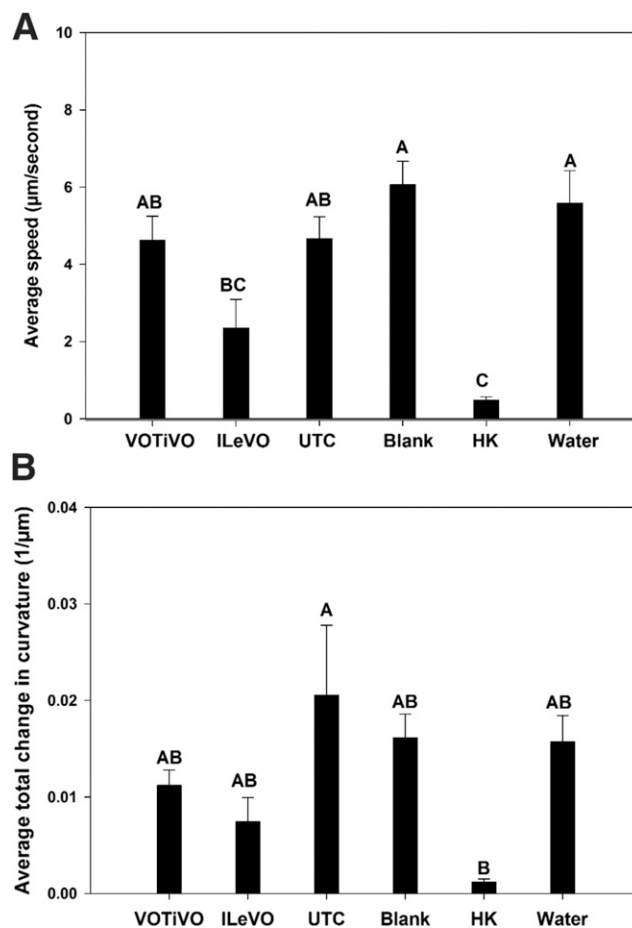 A
Average speed (µm/second)
10
8
6
4
2
0
AB
BC
AB
A
C
A
VOTiVO ILeVO UTC Blank HK Water
B
Average total change in curvature (1/µm)
0.04
0.03
0.02
0.01
0.00
AB
AB
A
AB
B
AB
VOTiVO ILeVO UTC Blank HK Water